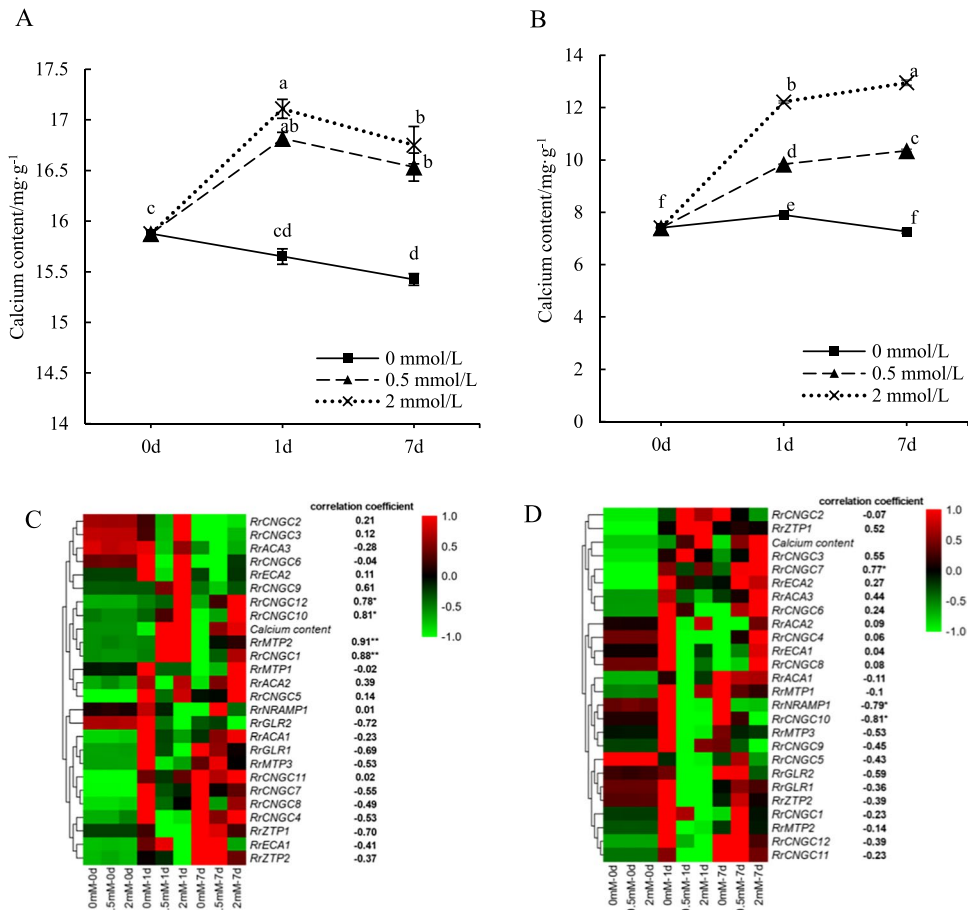 A
17.5
17
16.5
16
15.5
15
14.5
14
Calcium content/mg·g⁻¹
a
ab
b
b
c
cd
d
0 mmol/L
0.5 mmol/L
2 mmol/L
0d 1d 7d
B
14
12
10
8
6
4
2
0
Calcium content/mg·g⁻¹
a
b
c
d
f
e
f
0 mmol/L
0.5 mmol/L
2 mmol/L
0d 1d 7d
C
correlation coefficient
RrCNGC2 0.21
RrCNGC3 0.12
RrACA3 -0.28
RrCNGC6 -0.04
RrECA2 0.11
RrCNGC9 0.61
RrCNGC12 0.78*
RrCNGC10 0.81*
Calcium content
RrMTP2 0.91**
RrCNGC1 0.88**
RrMTP1 -0.02
RrACA2 0.39
RrCNGC5 0.14
RrNRAMP1 0.01
RrGLR2 -0.72
RrACA1 -0.23
RrGLR1 -0.69
RrMTP3 -0.53
RrCNGC11 0.02
RrCNGC7 -0.55
RrCNGC8 -0.49
RrCNGC4 -0.53
RrZTP1 -0.70
RrECA1 -0.41
RrZTP2 -0.37
1.0
0.5
0.0
-0.5
-1.0
0mM-0d
.5mM-0d
2mM-0d
0mM-1d
.5mM-1d
2mM-1d
0mM-7d
.5mM-7d
2mM-7d
D
correlation coefficient
RrCNGC2 -0.07
RrZTP1 0.52
Calcium content
RrCNGC3 0.55
RrCNGC7 0.77*
RrECA2 0.27
RrACA3 0.44
RrCNGC6 0.24
RrACA2 0.09
RrCNGC4 0.06
RrECA1 0.04
RrCNGC8 0.08
RrACA1 -0.11
RrMTP1 -0.1
RrNRAMP1 -0.79*
RrCNGC10 -0.81*
RrMTP3 -0.53
RrCNGC9 -0.45
RrCNGC5 -0.43
RrGLR2 -0.59
RrGLR1 -0.36
RrZTP2 -0.39
RrCNGC1 -0.23
RrMTP2 -0.14
RrCNGC12 -0.39
RrCNGC11 -0.23
1.0
0.5
0.0
-0.5
-1.0
0mM-0d
0.5mM-0d
2mM-0d
0mM-1d
0.5mM-1d
2mM-1d
0mM-7d
0.5mM-7d
2mM-7d